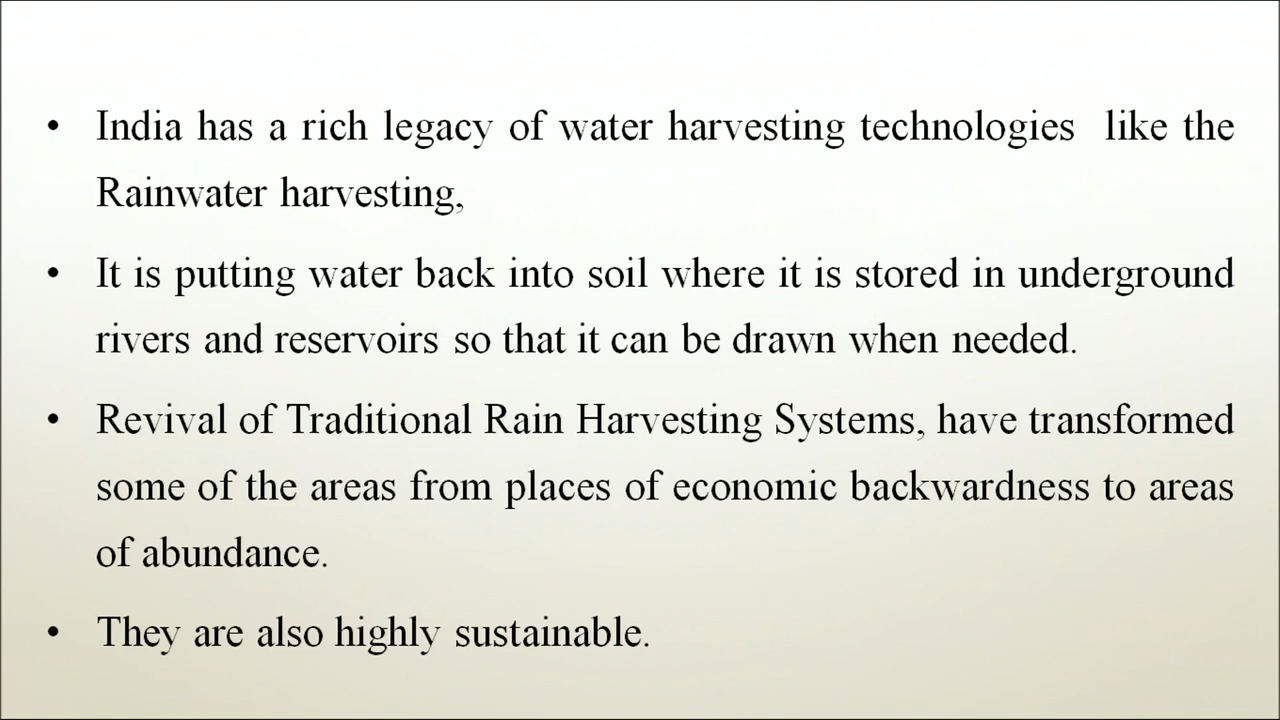 • India has a rich legacy of water harvesting technologies  like the
Rainwater harvesting,
• It is putting water back into soil where it is stored in underground
rivers and reservoirs so that it can be drawn when needed.
• Revival of Traditional Rain Harvesting Systems, have transformed
some of the areas from places of economic backwardness to areas
of abundance.
• They are also highly sustainable.